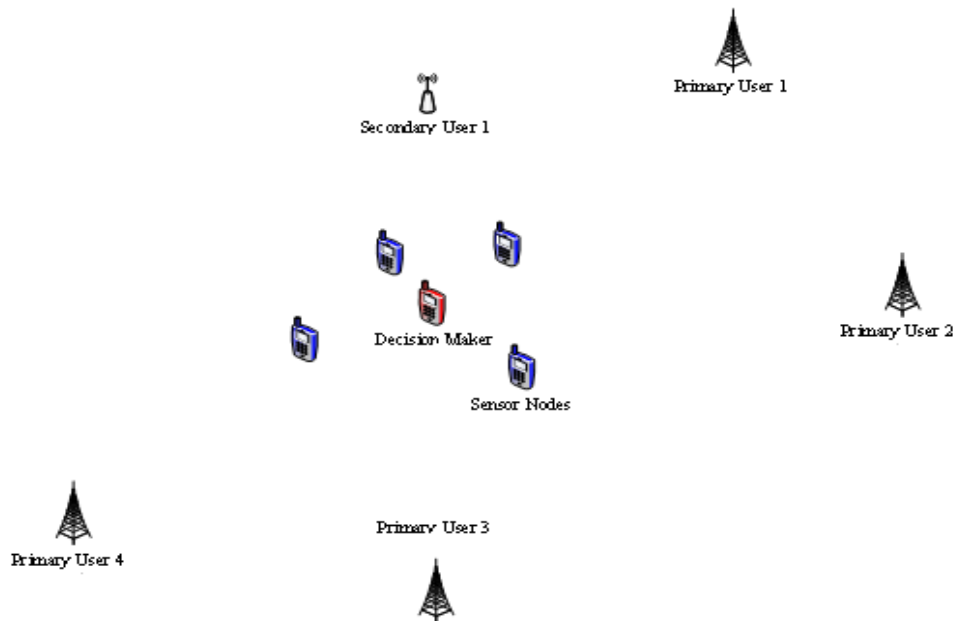 Primary User 1
Secondary User 1
Primary User 2
Decision Maker
Sensor Nodes
Primary User 3
Primary User 4